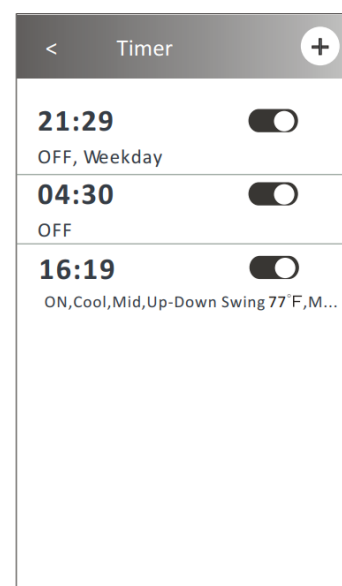 < Timer +
21:29
OFF, Weekday
04:30
OFF
16:19
ON,Cool,Mid,Up-Down Swing 77°F,M...